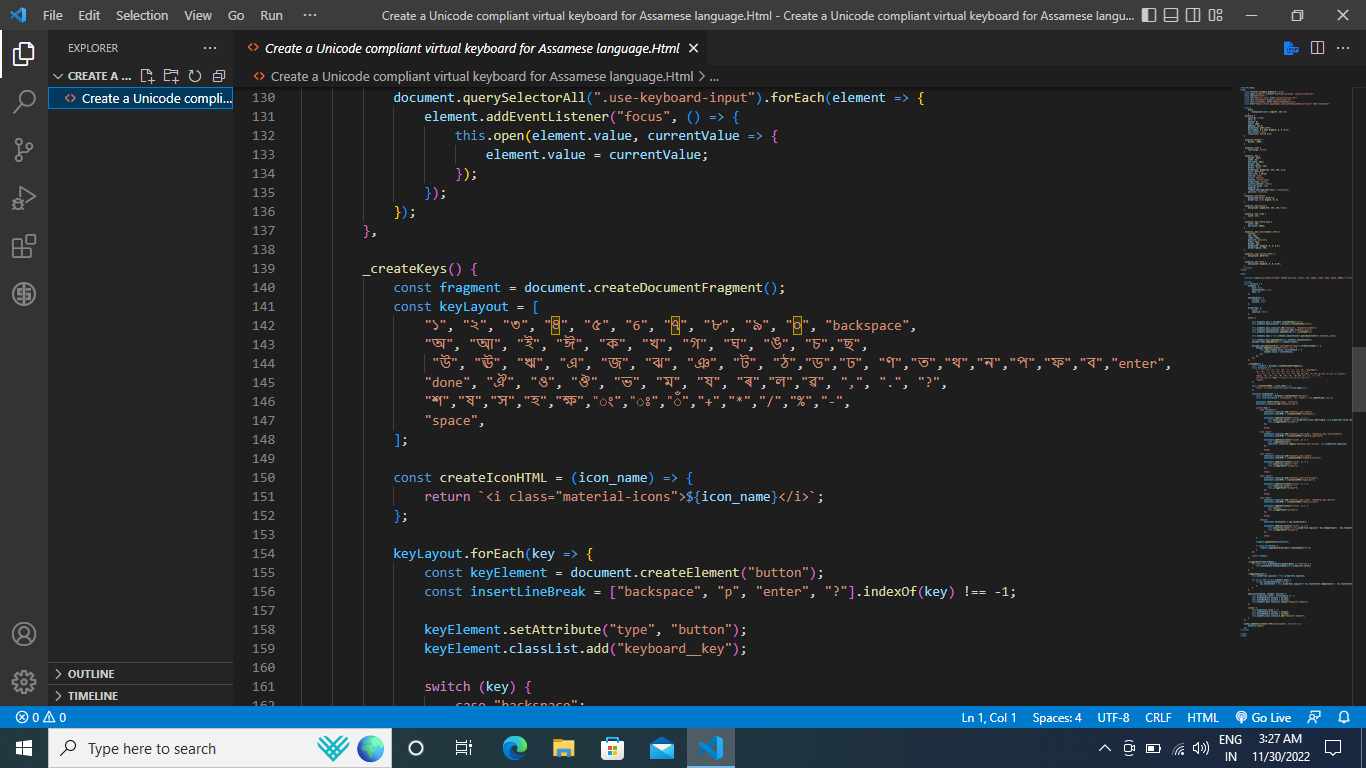 File Edit Selection View Go Run ··· Create a Unicode compliant virtual keyboard for Assamese language.Html - Create a Unicode compliant virtual keyboard for Assamese langu...
EXPLORER ···
CREATE A ...
Create a Unicode compli...
Create a Unicode compliant virtual keyboard for Assamese language.Html
Create a Unicode compliant virtual keyboard for Assamese language.Html > ...
130 document.querySelectorAll(".use-keyboard-input").forEach(element => {
131 element.addEventListener("focus", () => {
132 this.open(element.value, currentValue => {
133 element.value = currentValue;
134 });
135 });
136 });
137 },
138
139 _createKeys() {
140 const fragment = document.createDocumentFragment();
141 const keyLayout = [
142 "১", "২", "৩", "৪", "৫", "৬", "৭", "৮", "৯", "০", "backspace",
143 "অ", "আ", "ই", "ঈ", "ক", "খ", "গ", "ঘ", "ঙ", "চ","ছ",
144 "উ", "ঊ", "ঋ", "এ", "জ", "ঝ", "ঞ", "ট", "ঠ","ড","ঢ", "ণ","ত","থ","ন","প","ফ","ব","enter",
145 "done", "ঐ", "ও", "ঔ", "ভ", "ম", "য", "ৰ","ল","ৱ", ",", ".", "?",
146 "শ","ষ","স","হ","ক্ষ","ং","ঃ","ঁ","+","*","/","%","-",
147 "space",
148 ];
149
150 const createIconHTML = (icon_name) => {
151 return `<i class="material-icons">${icon_name}</i>`;
152 };
153
154 keyLayout.forEach(key => {
155 const keyElement = document.createElement("button");
156 const insertLineBreak = ["backspace", "p", "enter", "?"].indexOf(key) !== -1;
157
158 keyElement.setAttribute("type", "button");
159 keyElement.classList.add("keyboard__key");
160
161 switch (key) {
162 case "backspace":
OUTLINE
TIMELINE
0 0 Ln 1, Col 1 Spaces: 4 UTF-8 CRLF HTML Go Live
Type here to search
ENG
IN
3:27 AM
11/30/2022